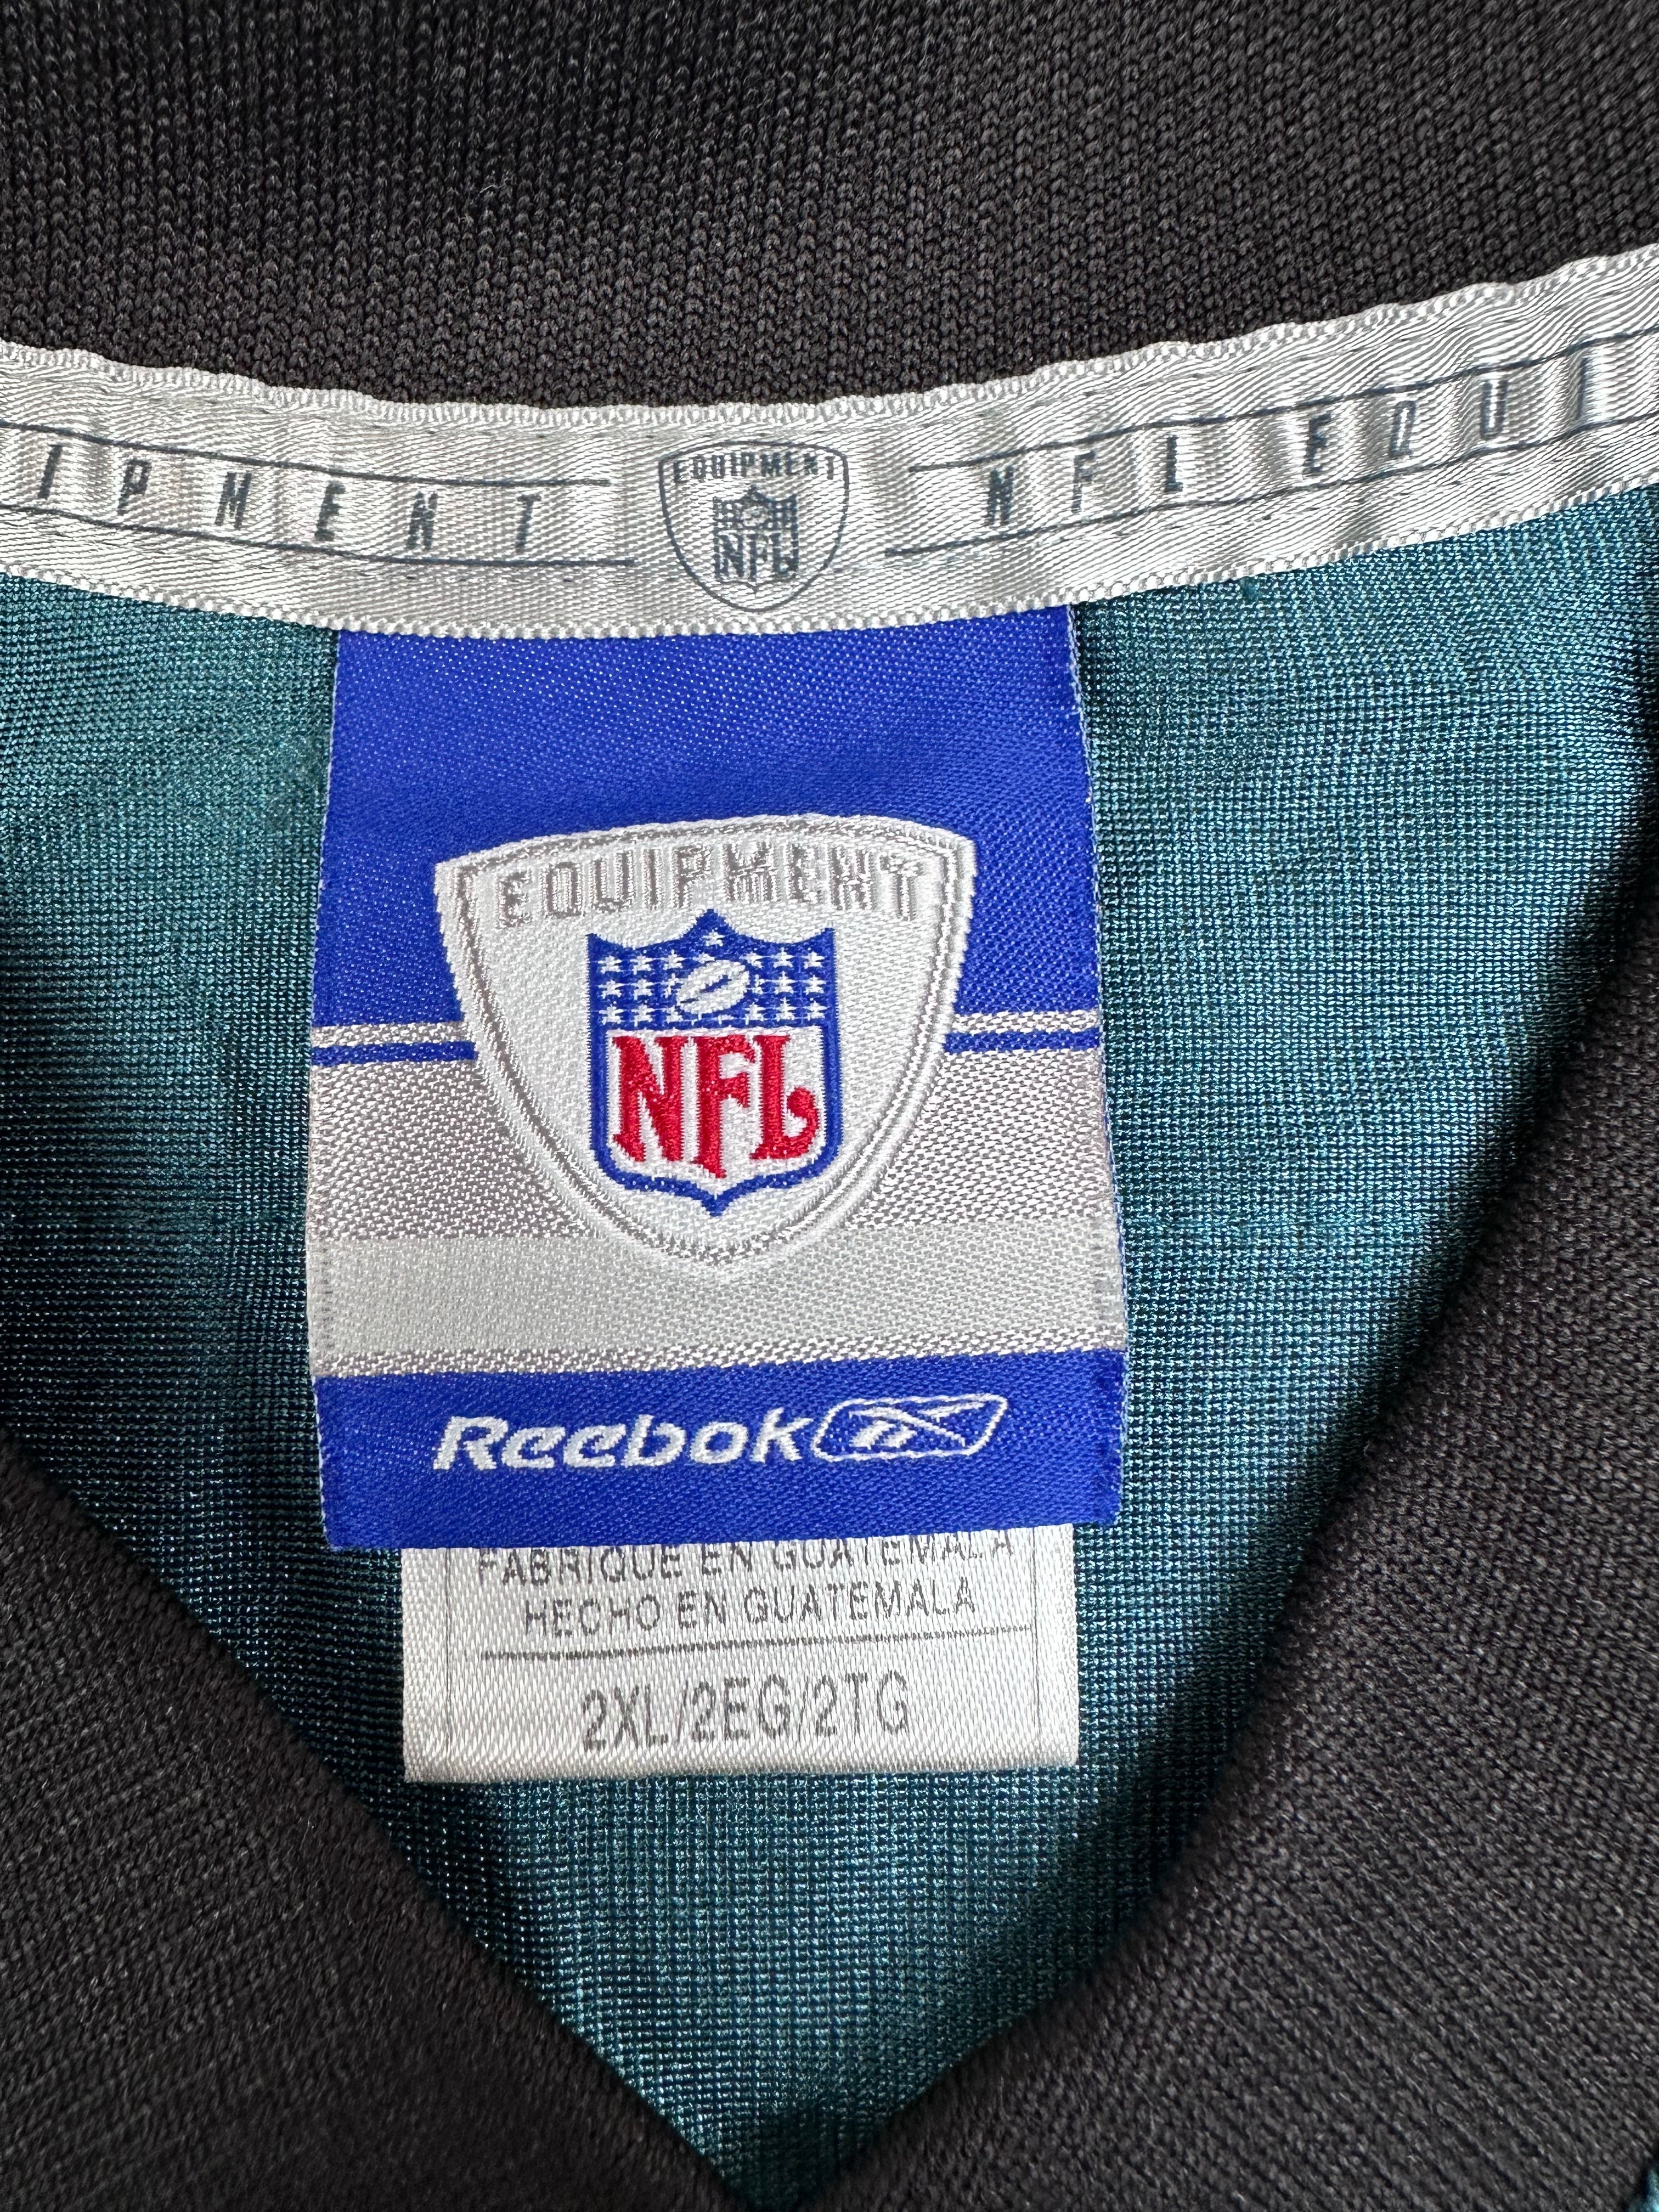 IPMENT
EQUIPMENT
NFL
NFL EQUI
EQUIPMENT
NFL
Reebok
FABRIQUE EN GUATEMALA
HECHO EN GUATEMALA
2XL/2EG/2TG